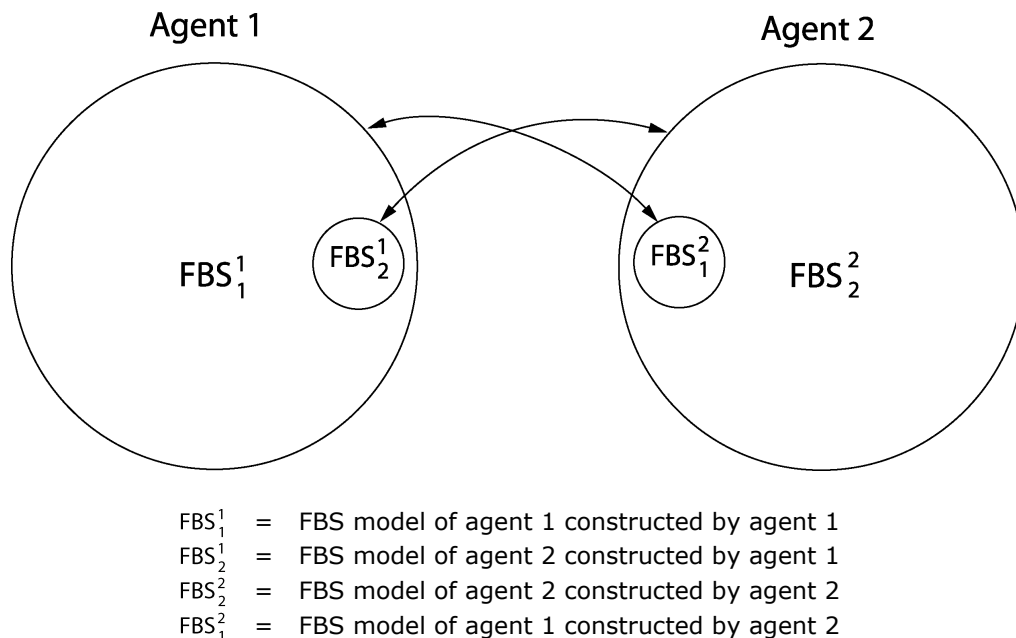 Agent 1
Agent 2
FBS¹₁
FBS¹₂
FBS²₁
FBS²₂
FBS¹₁ = FBS model of agent 1 constructed by agent 1
FBS¹₂ = FBS model of agent 2 constructed by agent 1
FBS²₂ = FBS model of agent 2 constructed by agent 2
FBS²₁ = FBS model of agent 1 constructed by agent 2